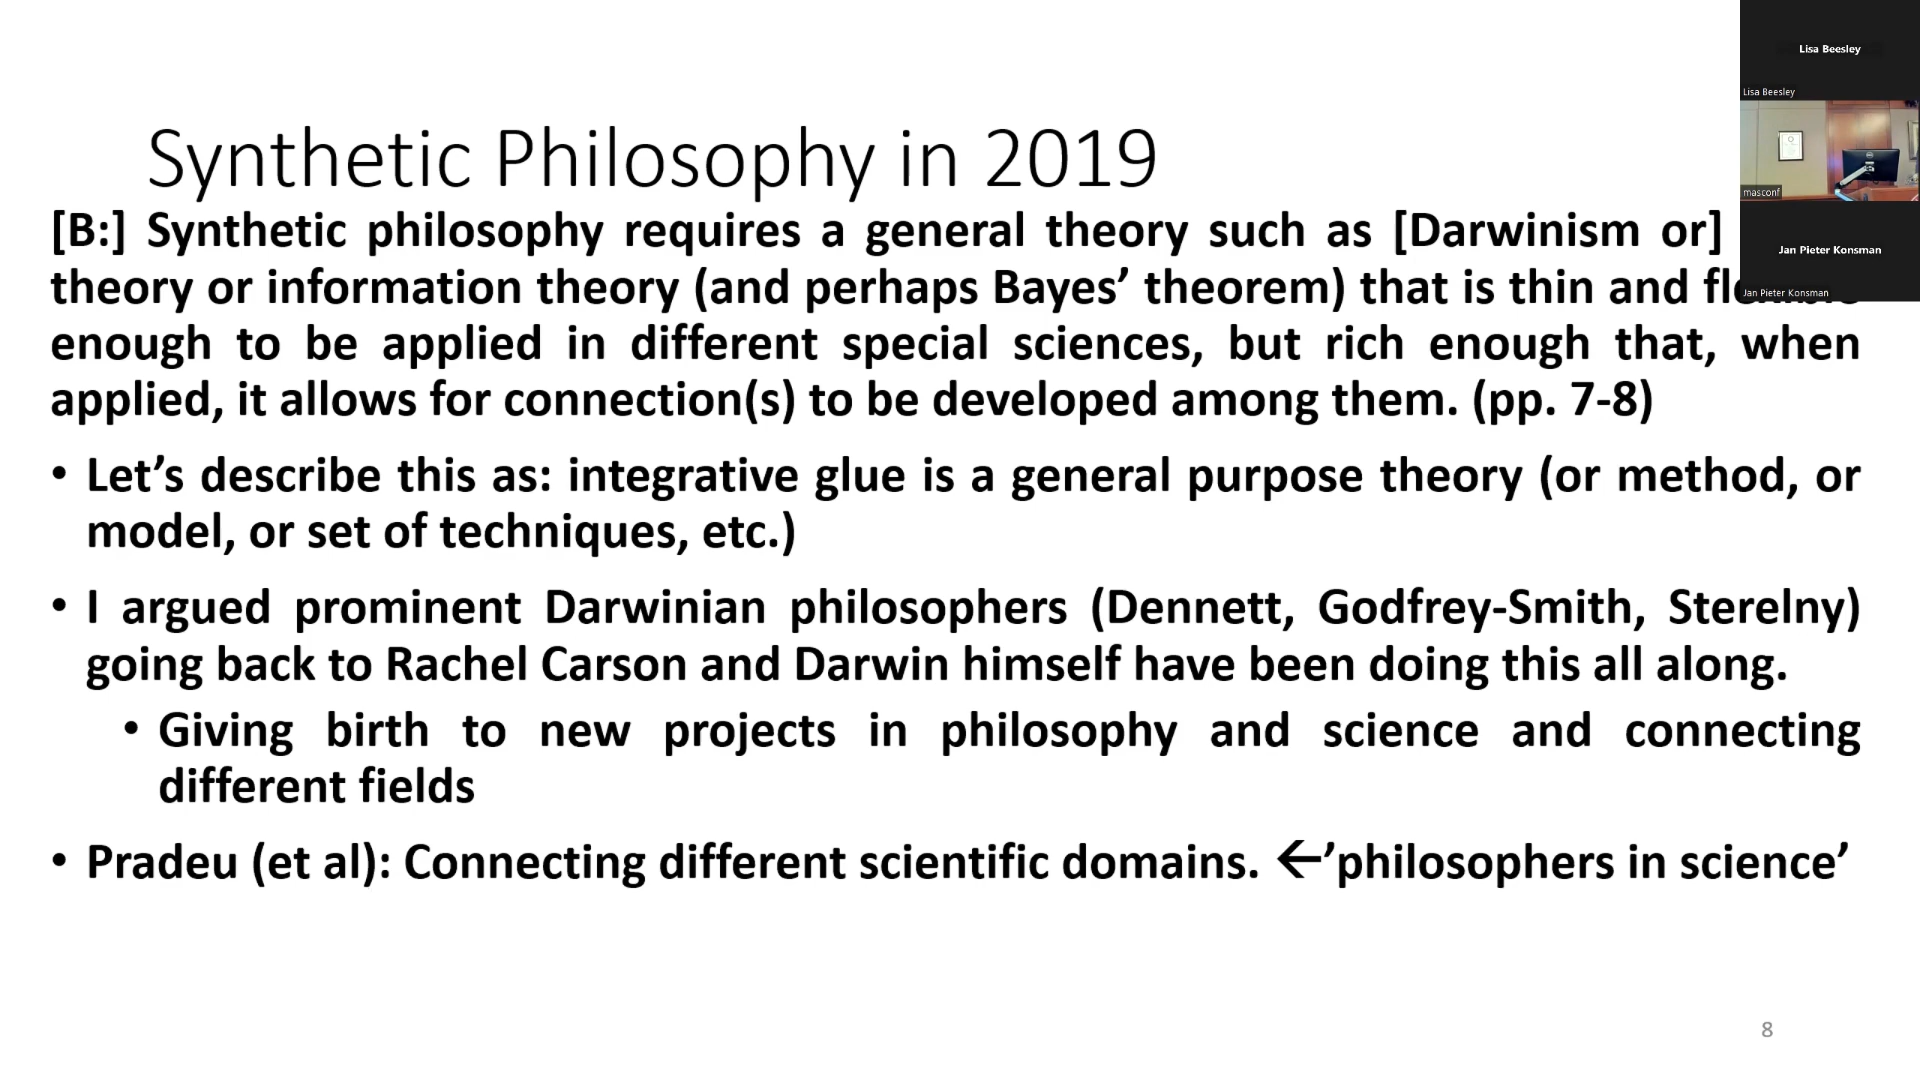 Synthetic Philosophy in 2019
[B:] Synthetic philosophy requires a general theory such as [Darwinism or]
theory or information theory (and perhaps Bayes’ theorem) that is thin and
enough to be applied in different special sciences, but rich enough that, when
applied, it allows for connection(s) to be developed among them. (pp. 7-8)
• Let’s describe this as: integrative glue is a general purpose theory (or method, or
model, or set of techniques, etc.)
• I argued prominent Darwinian philosophers (Dennett, Godfrey-Smith, Sterelny)
going back to Rachel Carson and Darwin himself have been doing this all along.
• Giving birth to new projects in philosophy and science and connecting
different fields
• Pradeu (et al): Connecting different scientific domains. ←’philosophers in science’
8
Lisa Beesley
Lisa Beesley
masconf
Jan Pieter Konsman
Jan Pieter Konsman